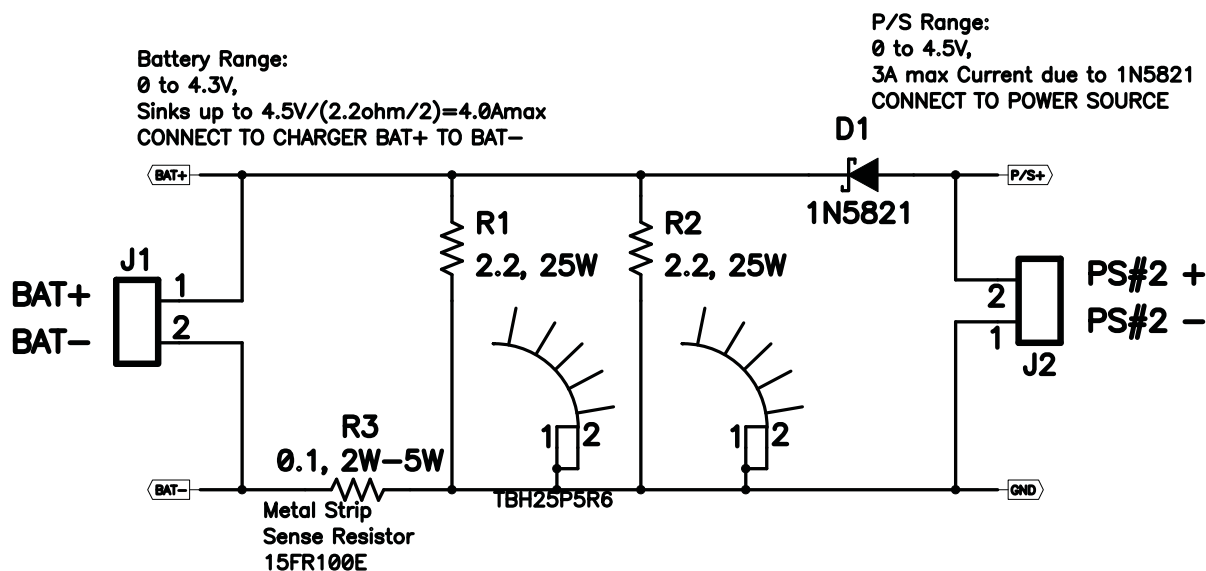 P/S Range:
0 to 4.5V,
3A max Current due to 1N5821
CONNECT TO POWER SOURCE
Battery Range:
0 to 4.3V,
Sinks up to 4.5V/(2.2ohm/2)=4.0Amax
CONNECT TO CHARGER BAT+ TO BAT-
D1
1N5821
BAT+
P/S+
R1
2.2, 25W
R2
2.2, 25W
J1
BAT+ 1
BAT- 2
2 PS#2 +
1 PS#2 -
J2
1 2
1 2
R3
0.1, 2W-5W
BAT-
TBH25P5R6
GND
Metal Strip
Sense Resistor
15FR100E